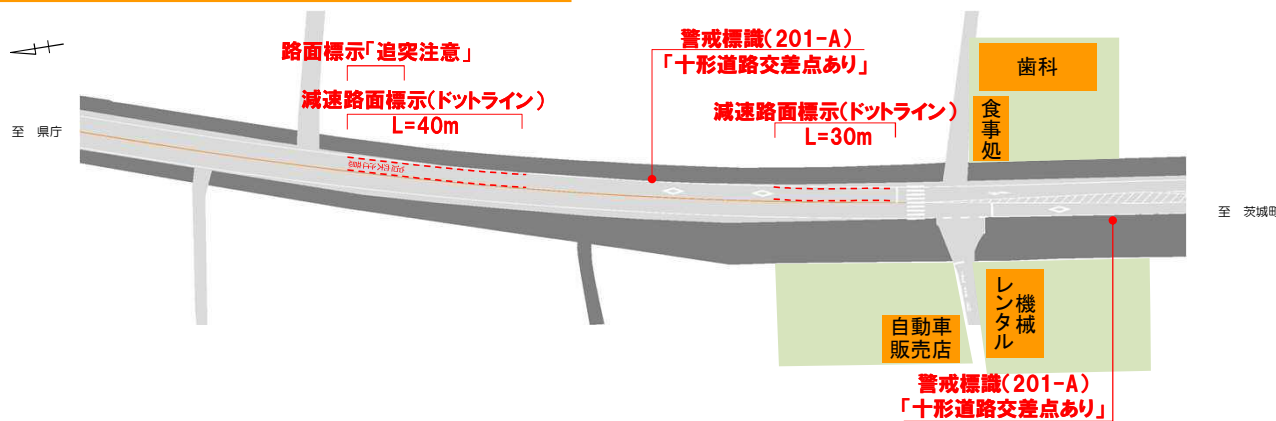 路面標示「追突注意」
減速路面標示(ドットライン)
L=40m
警戒標識(201-A)
「十形道路交差点あり」
減速路面標示(ドットライン)
L=30m
歯科
食事処
至 県庁
至 茨城町
自動車
販売店
機械
レンタル
警戒標識(201-A)
「十形道路交差点あり」